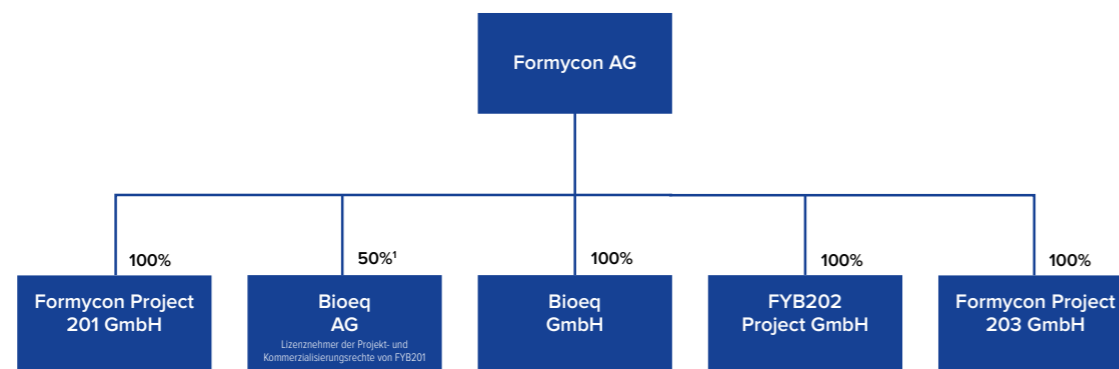 Formycon AG
100%
50%¹
100%
100%
100%
Formycon Project
201 GmbH
Bioeq
AG
Lizenznehmer der Projekt- und
Kommerzialisierungsrechte von FYB201
Bioeq
GmbH
FYB202
Project GmbH
Formycon Project
203 GmbH